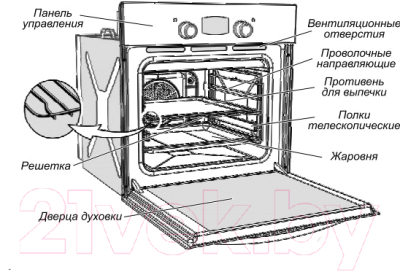 Панель
управления
Вентиляционные
отверстия
Проволочные
направляющие
Противень
для выпечки
Полки
телескопические
Жаровня
Решетка
Дверца духовки
21vek.by